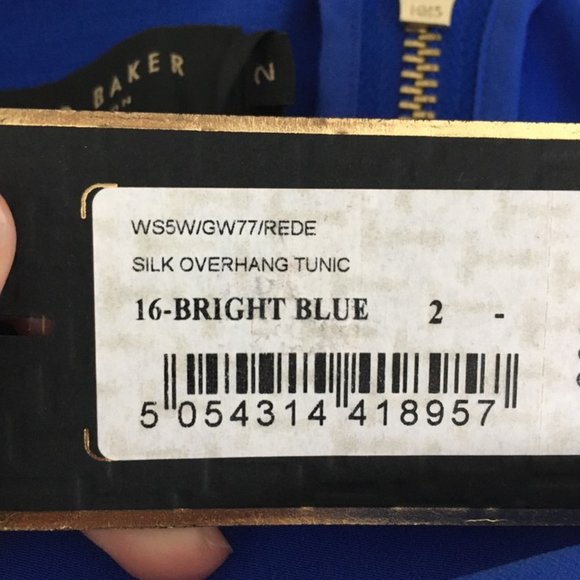 BAKER
2
WS5W/GW77/REDE
SILK OVERHANG TUNIC
16-BRIGHT BLUE 2 -
5 054314 418957